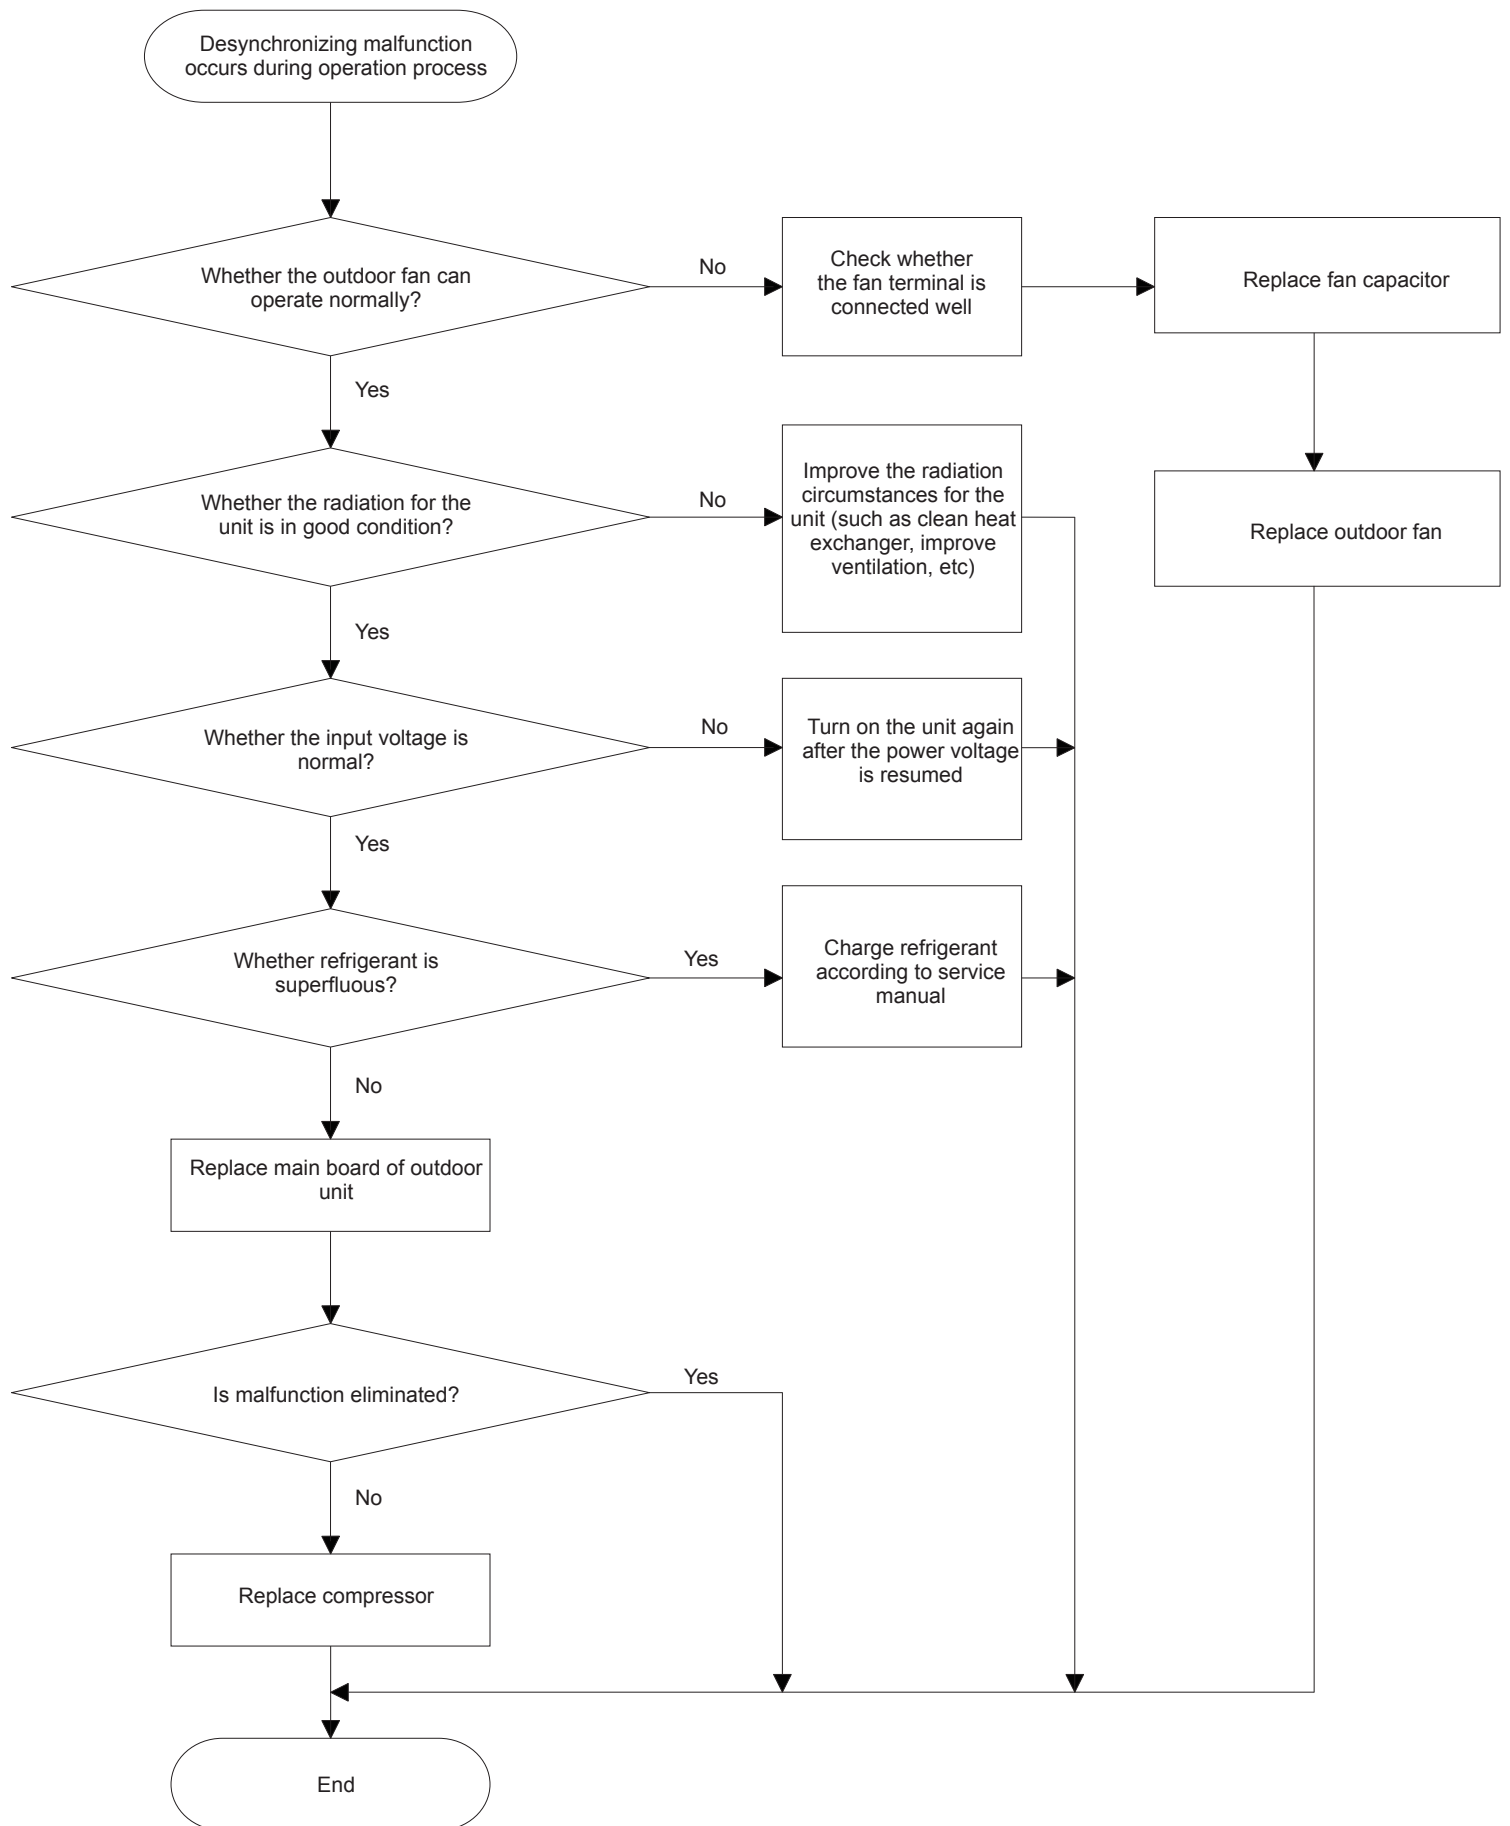 Desynchronizing malfunction
occurs during operation process
Whether the outdoor fan can
operate normally?
No
Check whether
the fan terminal is
connected well
Replace fan capacitor
Yes
Whether the radiation for the
unit is in good condition?
No
Improve the radiation
circumstances for the
unit (such as clean heat
exchanger, improve
ventilation, etc)
Replace outdoor fan
Yes
Whether the input voltage is
normal?
No
Turn on the unit again
after the power voltage
is resumed
Yes
Whether refrigerant is
superfluous?
Yes
Charge refrigerant
according to service
manual
No
Replace main board of outdoor
unit
Is malfunction eliminated?
Yes
No
Replace compressor
End